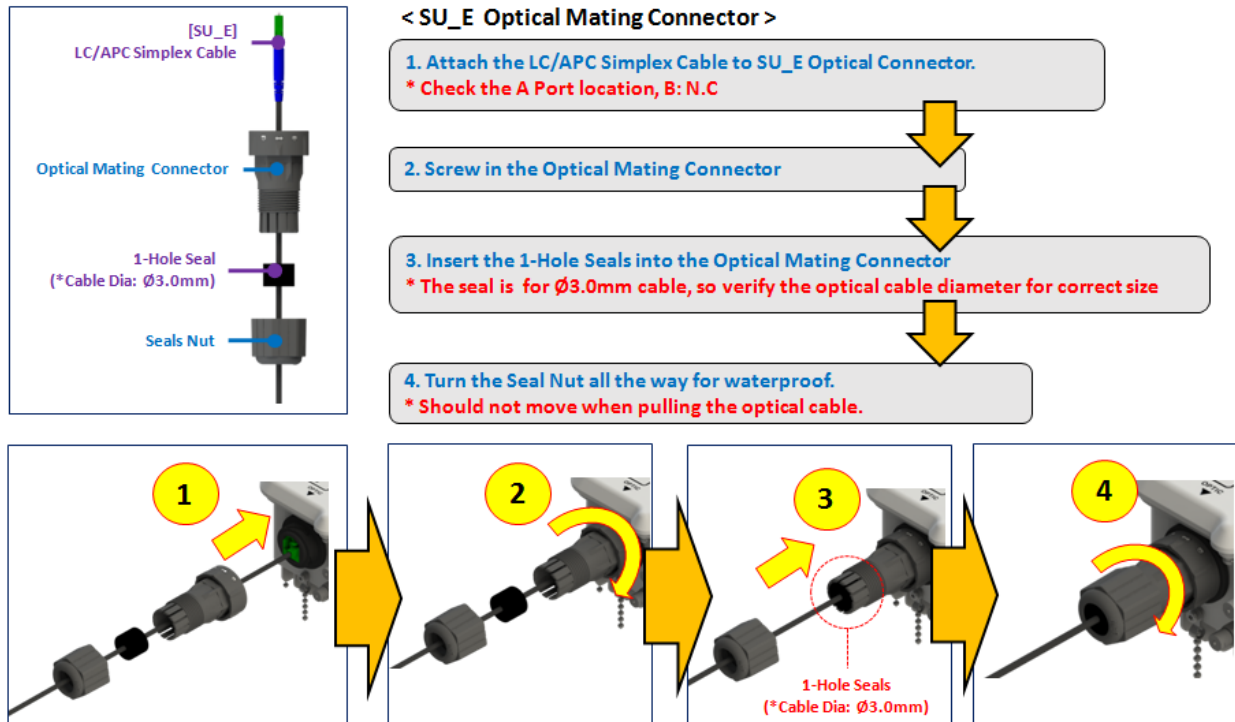 [SU_E]
LC/APC Simplex Cable
Optical Mating Connector
1-Hole Seal
(*Cable Dia: Ø3.0mm)
Seals Nut
< SU_E Optical Mating Connector >
1. Attach the LC/APC Simplex Cable to SU_E Optical Connector.
* Check the A Port location, B: N.C
2. Screw in the Optical Mating Connector
3. Insert the 1-Hole Seals into the Optical Mating Connector
* The seal is for Ø3.0mm cable, so verify the optical cable diameter for correct size
4. Turn the Seal Nut all the way for waterproof.
* Should not move when pulling the optical cable.
1
OPTIC
2
OPTIC
3
OPTIC
1-Hole Seals
(*Cable Dia: Ø3.0mm)
4
OPTIC